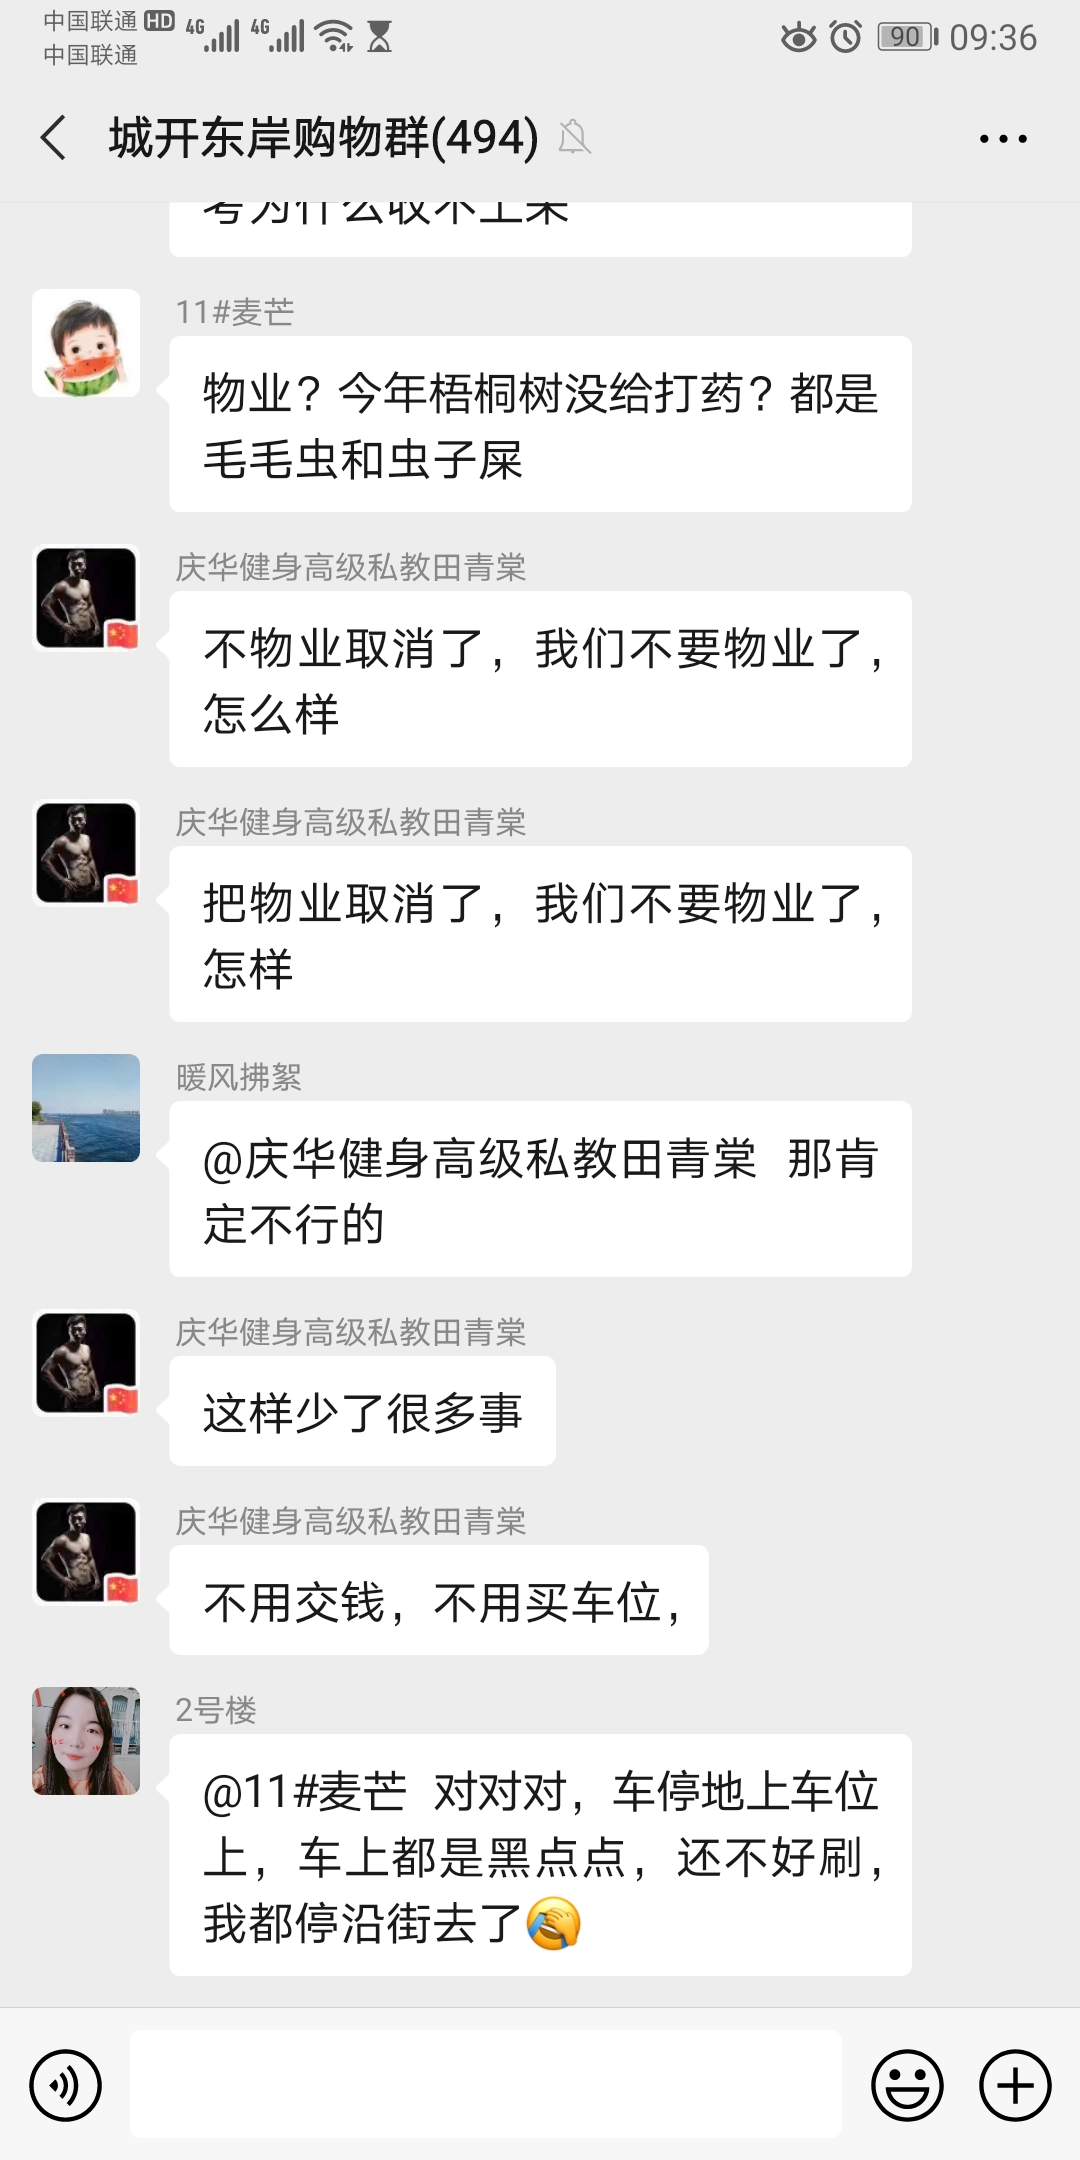 中国联通 HD 4G 4G 90 09:36
中国联通
城开东岸购物群(494)
考为什么收不上来
11#麦芒
物业？今年梧桐树没给打药？都是
毛毛虫和虫子屎
庆华健身高级私教田青棠
不物业取消了，我们不要物业了，
怎么样
庆华健身高级私教田青棠
把物业取消了，我们不要物业了，
怎样
暖风拂絮
@庆华健身高级私教田青棠 那肯
定不行的
庆华健身高级私教田青棠
这样少了很多事
庆华健身高级私教田青棠
不用交钱，不用买车位，
2号楼
@11#麦芒 对对对，车停地上车位
上，车上都是黑点点，还不好刷，
我都停沿街去了🤦